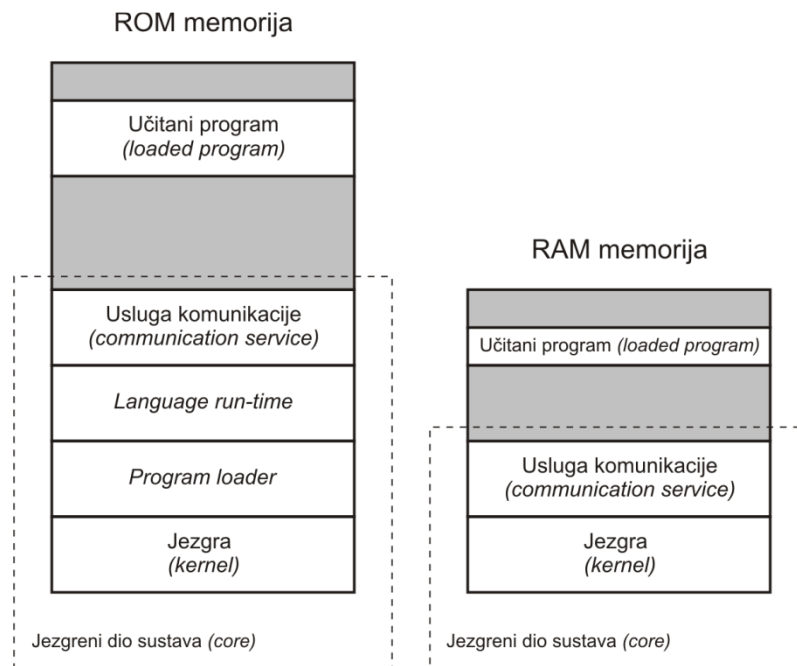 ROM memorija
Učitani program
(loaded program)
Usluga komunikacije
(communication service)
Language run-time
Program loader
Jezgra
(kernel)
Jezgreni dio sustava (core)
RAM memorija
Učitani program (loaded program)
Usluga komunikacije
(communication service)
Jezgra
(kernel)
Jezgreni dio sustava (core)